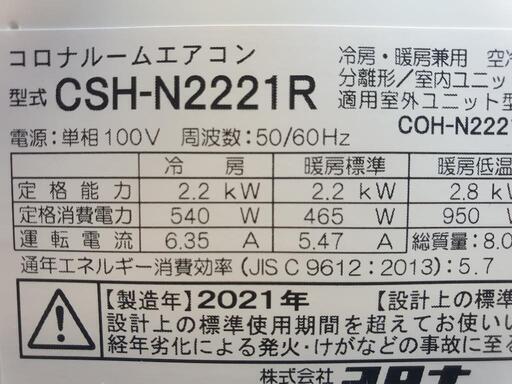 コロナルームエアコン
冷房・暖房兼用 空冷
分離形/室内ユニッ
型式 CSH-N2221R
適用室外ユニット型
COH-N222
電源:単相100V 周波数:50/60Hz
冷房 暖房標準 暖房低温
定格能力 2.2 kW 2.2 kW 2.8 kW
定格消費電力 540 W 465 W 950 W
運転電流 6.35 A 5.47 A 総質量:8.0
通年エネルギー消費効率(JIS C 9612:2013):5.7
【製造年】2021年 【設計上の標準
設計上の標準使用期間を超えてお使いい
経年劣化による発火・けがなどの事故に至る
株式会社 コロナ